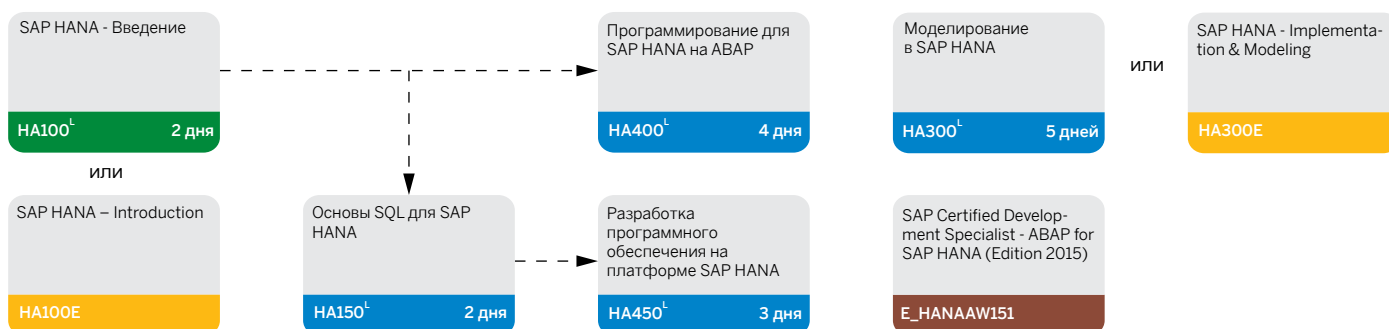 SAP HANA - Введение
HA100L 2 дня
или
SAP HANA – Introduction
HA100E
Основы SQL для SAP
HANA
HA150L 2 дня
Программирование для
SAP HANA на ABAP
HA400L 4 дня
Разработка
программного
обеспечения на
платформе SAP HANA
HA450L 3 дня
Моделирование
в SAP HANA
HA300L 5 дней
или
SAP HANA - Implementa-
tion & Modeling
HA300E
SAP Certified Develop-
ment Specialist - ABAP for
SAP HANA (Edition 2015)
E_HANAAW151